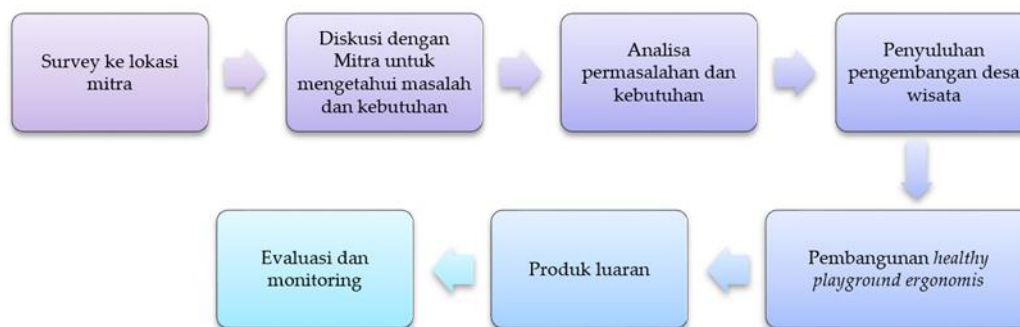 Survey ke lokasi
mitra
Diskusi dengan
Mitra untuk
mengetahui masalah
dan kebutuhan
Analisa
permasalahan dan
kebutuhan
Penyuluhan
pengembangan desa
wisata
Pembangunan healthy
playground ergonomis
Produk luaran
Evaluasi dan
monitoring